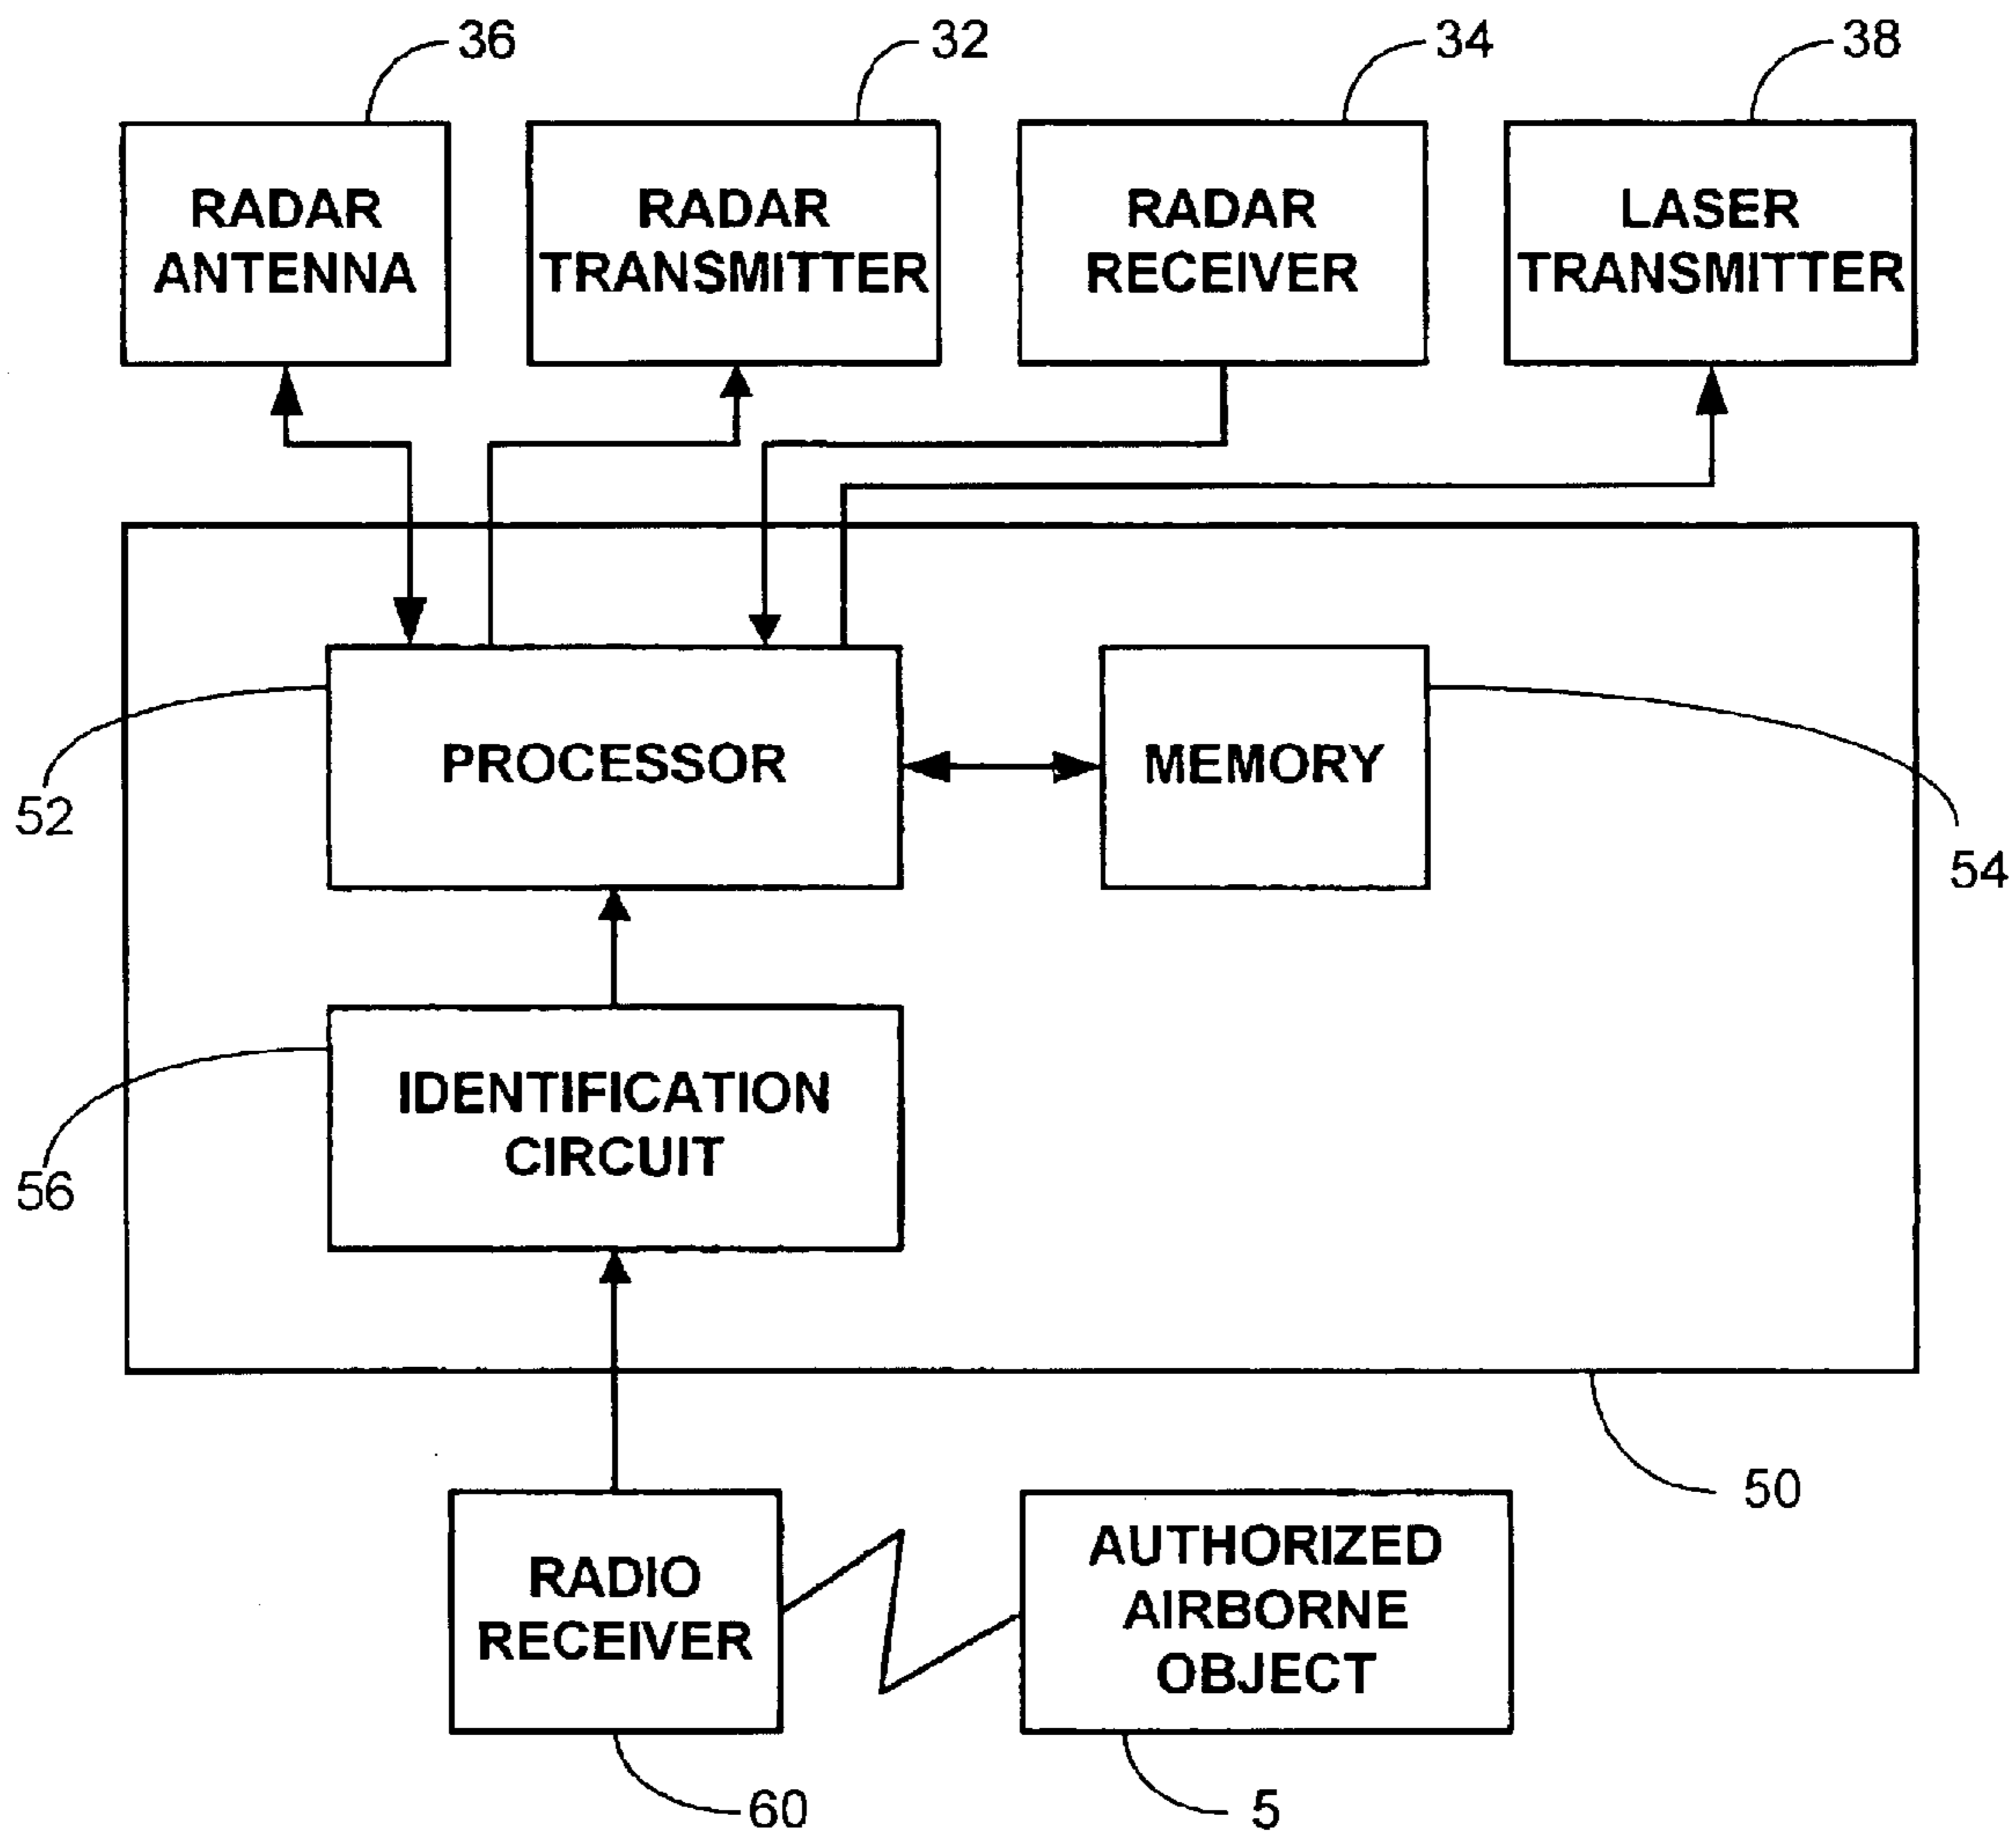 36
32
34
38
RADAR
ANTENNA
RADAR
TRANSMITTER
RADAR
RECEIVER
LASER
TRANSMITTER
PROCESSOR
MEMORY
52
54
IDENTIFICATION
CIRCUIT
56
50
RADIO
RECEIVER
AUTHORIZED
AIRBORNE
OBJECT
60
5